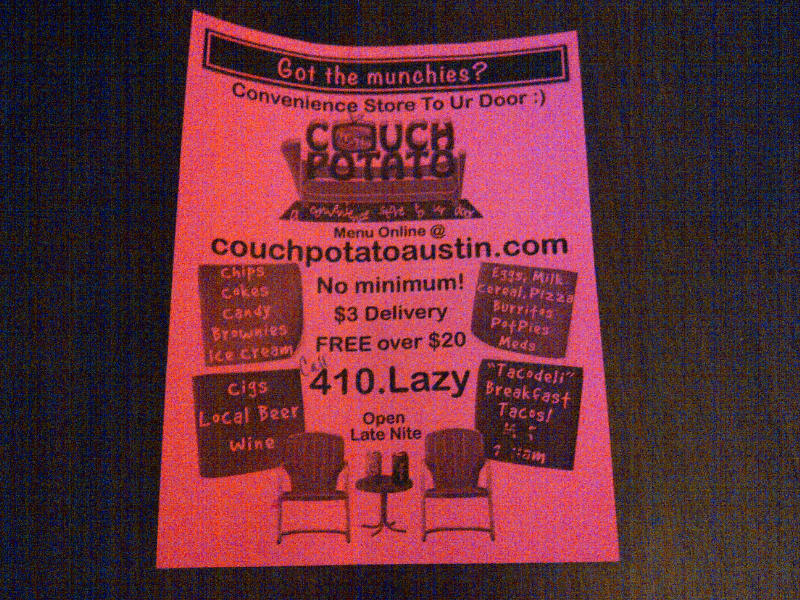 Got the munchies?
Convenience Store To Ur Door :)
COUCH
POTATO
Menu Online @
couchpotatoaustin.com
Chips
Cokes
Candy
Brownies
Ice Cream
No minimum!
$3 Delivery
FREE over $20
Eggs, Milk
Cereal, Pizza
Burritos
PotPies
Meds
Cigs
Local Beer
Wine
Call
410.Lazy
Open
Late Nite
"Tacodeli"
Breakfast
Tacos!